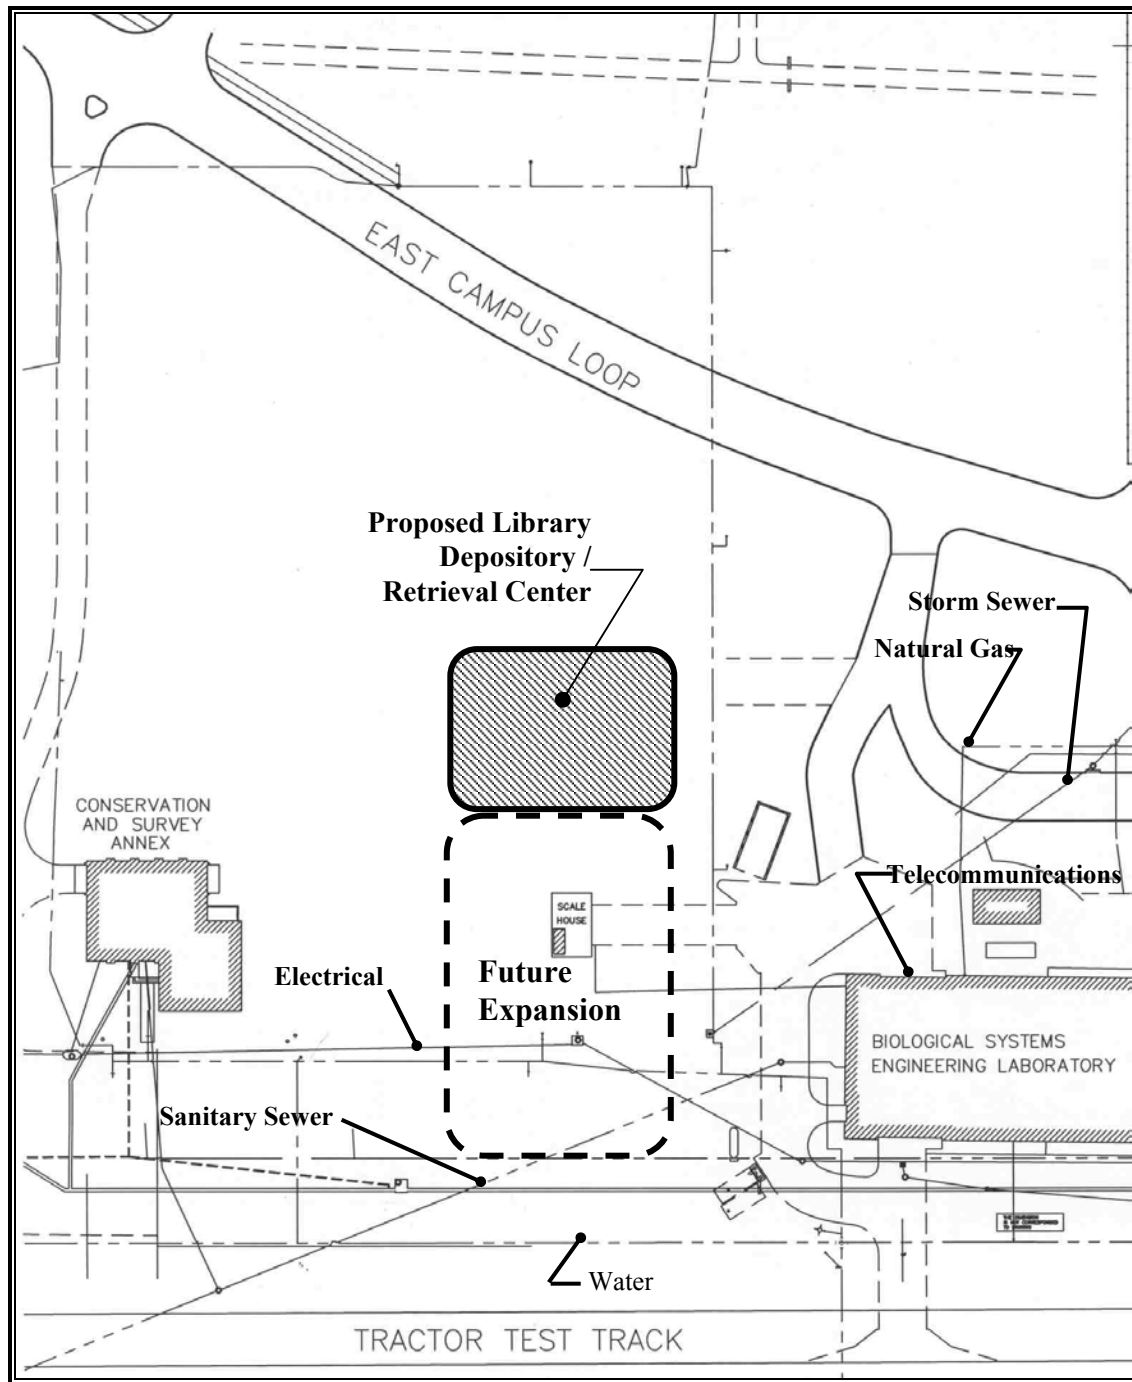 EAST CAMPUS LOOP
Proposed Library
Depository /
Retrieval Center
Storm Sewer
Natural Gas
CONSERVATION
AND SURVEY
ANNEX
Telecommunications
SCALE
HOUSE
Electrical
Future
Expansion
BIOLOGICAL SYSTEMS
ENGINEERING LABORATORY
Sanitary Sewer
Water
TRACTOR TEST TRACK